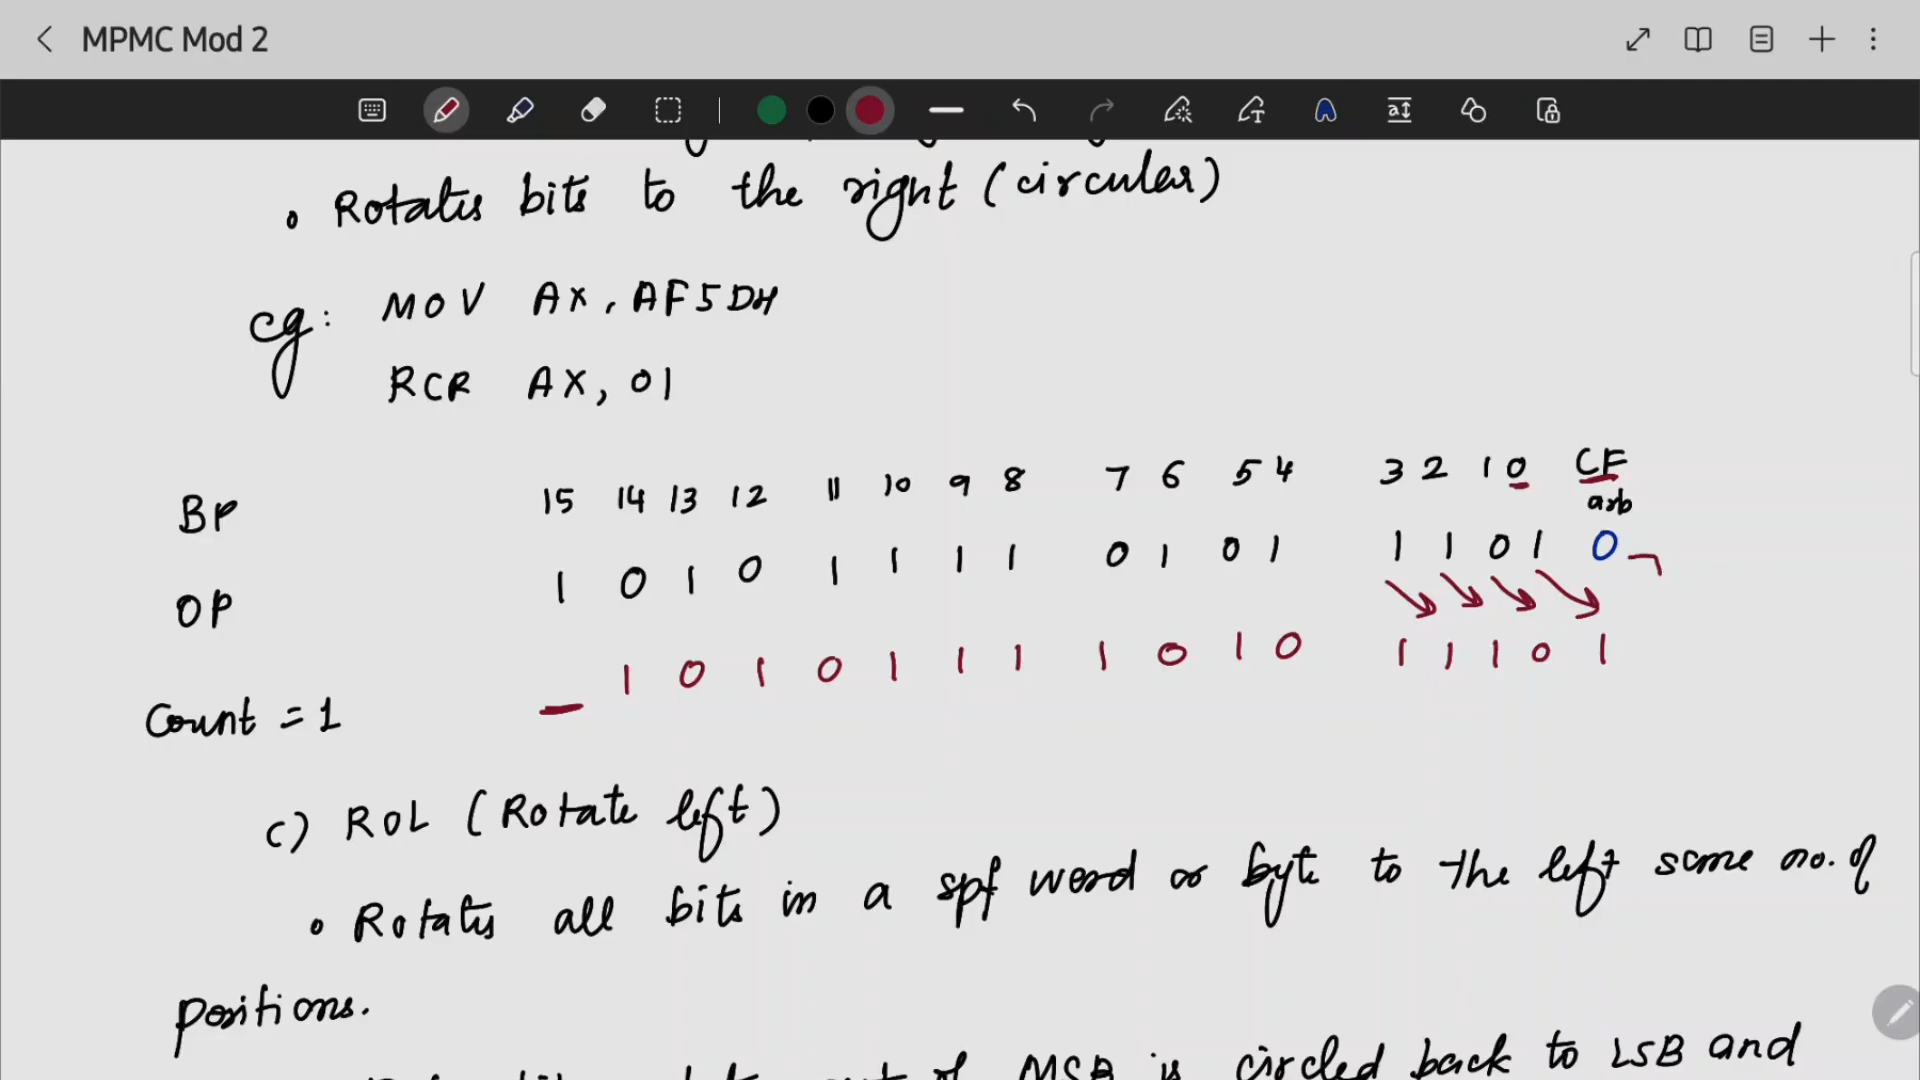 MPMC Mod 2
• Rotates bits to the right (circular)
eg: MOV AX, AF5DH
RCR AX, 01
BP 15 14 13 12 11 10 9 8 7 6 5 4 3 2 1 0 CF
arb
OP 1 0 1 0 1 1 1 1 0 1 0 1 1 1 0 1 0
1 0 1 0 1 1 1 1 0 1 0 1 1 1 0 1
Count = 1
c) ROL (Rotate left)
• Rotates all bits in a spf word or byte to the left some no. of
positions.
of MSB is circled back to LSB and